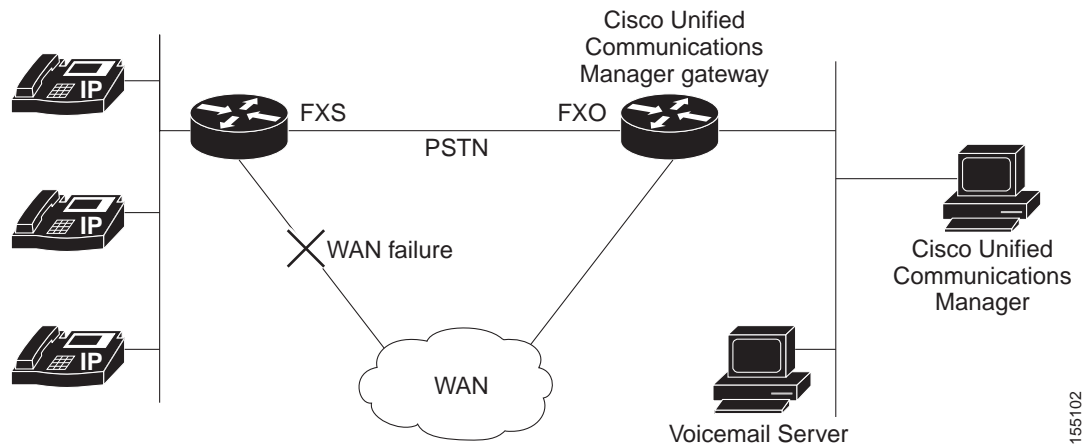 Cisco Unified
Communications
Manager gateway
IP
FXS
FXO
PSTN
IP
WAN failure
Cisco Unified
Communications
Manager
IP
WAN
Voicemail Server
155102